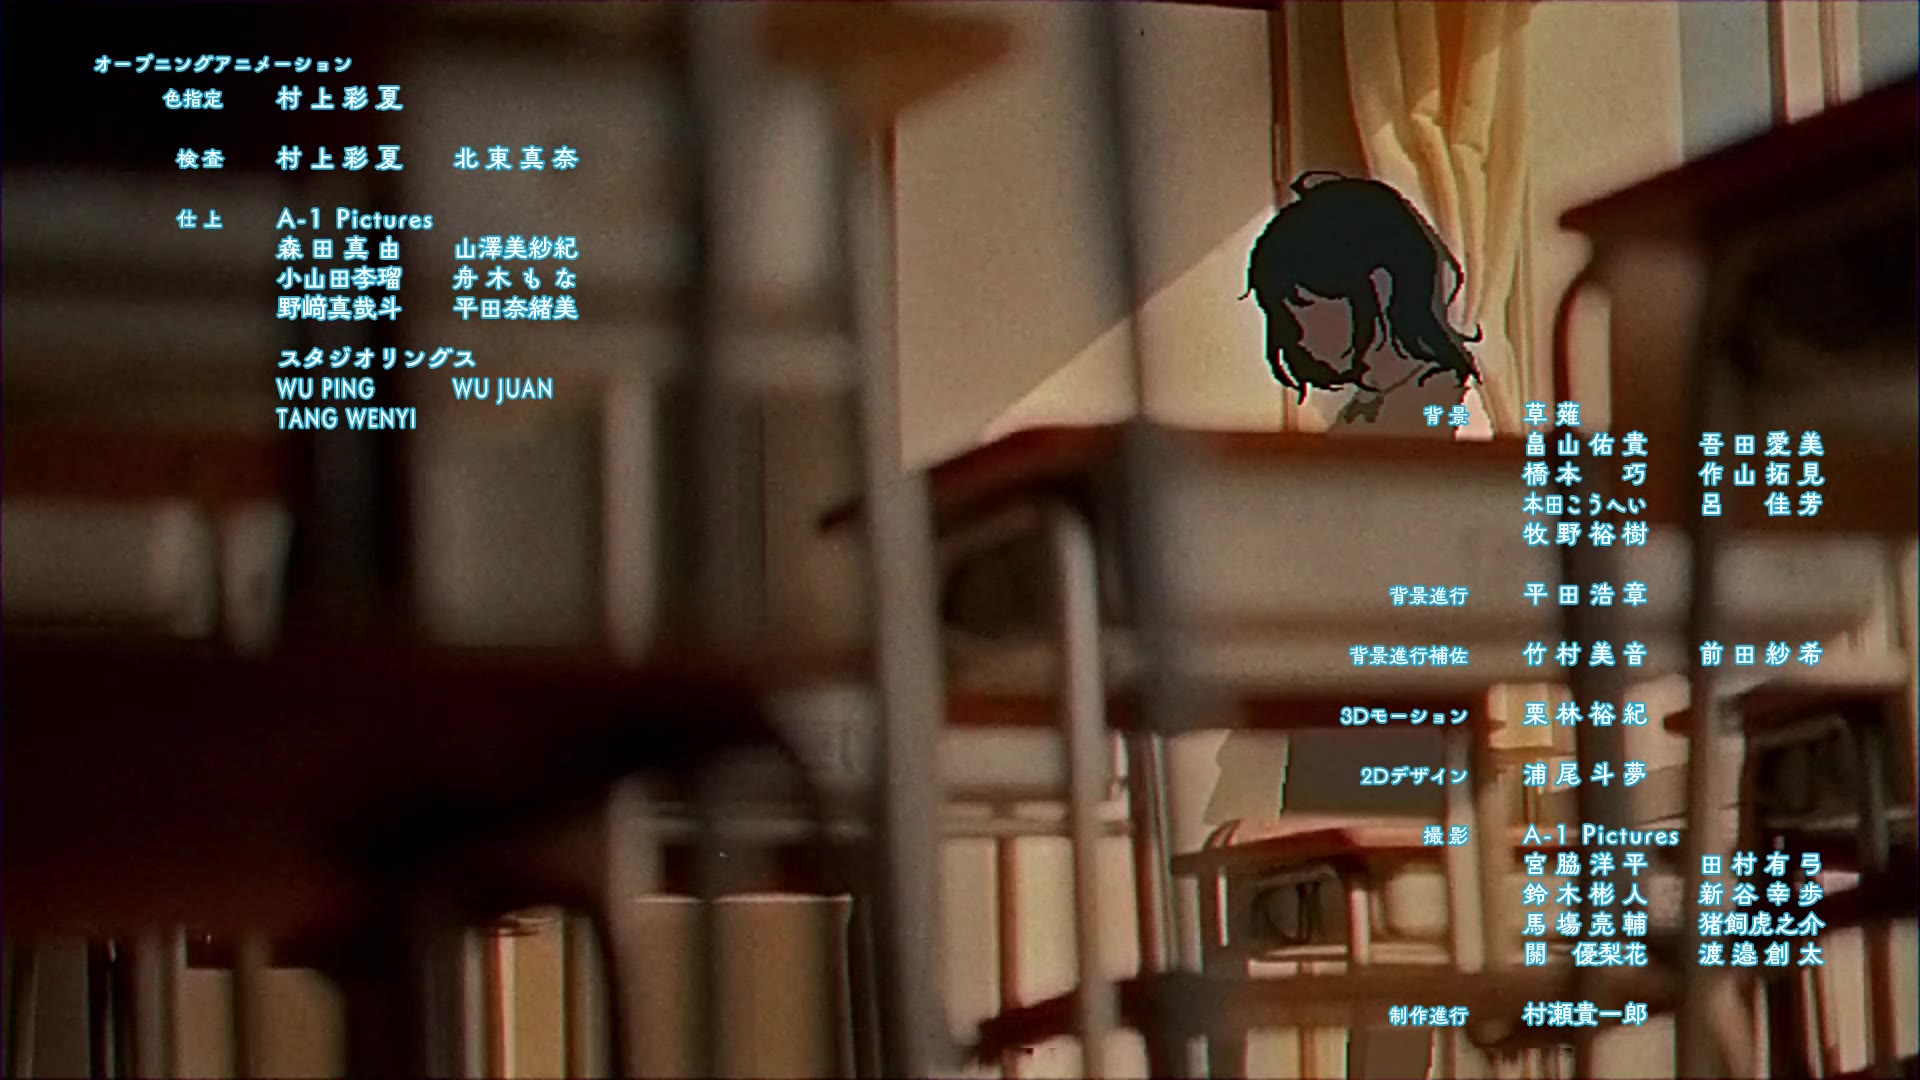 オープニングアニメーション
色指定 村上彩夏
検査 村上彩夏 北東真奈
仕上 A-1 Pictures
森田真由 山澤美紗紀
小山田李瑠 舟木もな
野﨑真哉斗 平田奈緒美
スタジオリングス
WU PING WU JUAN
TANG WENYI
背景 草薙
畠山佑貴 吾田愛美
橋本 巧 作山拓見
本田こうへい 呂 佳芳
牧野裕樹
背景進行 平田浩章
背景進行補佐 竹村美音 前田紗希
3Dモーション 栗林裕紀
2Dデザイン 浦尾斗夢
撮影 A-1 Pictures
宮脇洋平 田村有弓
鈴木彬人 新谷幸歩
馬塲亮輔 猪飼虎之介
關 優梨花 渡邉創太
制作進行 村瀬貴一郎